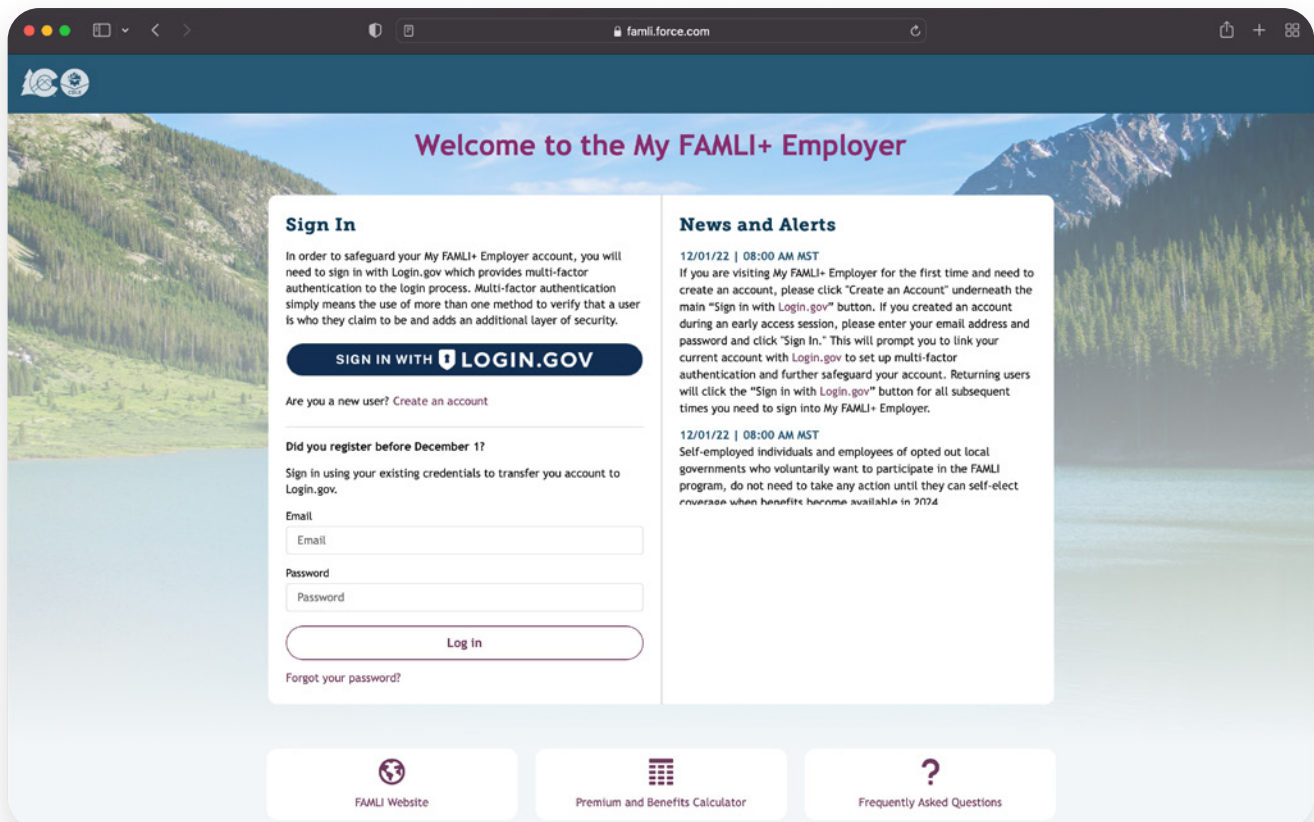 famli.force.com
Welcome to the My FAMLI+ Employer
Sign In
In order to safeguard your My FAMLI+ Employer account, you will
need to sign in with Login.gov which provides multi-factor
authentication to the login process. Multi-factor authentication
simply means the use of more than one method to verify that a user
is who they claim to be and adds an additional layer of security.
SIGN IN WITH LOGIN.GOV
Are you a new user? Create an account
Did you register before December 1?
Sign in using your existing credentials to transfer you account to
Login.gov.
Email
Email
Password
Password
Log in
Forgot your password?
News and Alerts
12/01/22 | 08:00 AM MST
If you are visiting My FAMLI+ Employer for the first time and need to
create an account, please click "Create an Account" underneath the
main “Sign in with Login.gov” button. If you created an account
during an early access session, please enter your email address and
password and click "Sign In." This will prompt you to link your
current account with Login.gov to set up multi-factor
authentication and further safeguard your account. Returning users
will click the “Sign in with Login.gov” button for all subsequent
times you need to sign into My FAMLI+ Employer.
12/01/22 | 08:00 AM MST
Self-employed individuals and employees of opted out local
governments who voluntarily want to participate in the FAMLI
program, do not need to take any action until they can self-elect
coverage when benefits become available in 2024
FAMLI Website
Premium and Benefits Calculator
Frequently Asked Questions